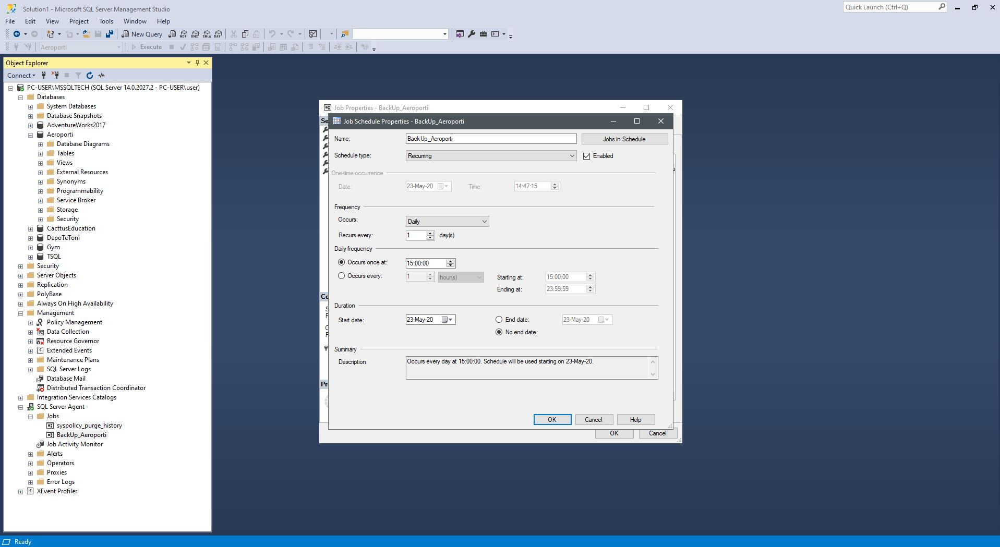 Solution1 - Microsoft SQL Server Management Studio
Quick Launch (Ctrl+Q)
File Edit View Project Tools Window Help
New Query MDX DMX XMLA DAX
Aeroporti Execute
Object Explorer
Connect
PC-USER\MSSQLTECH (SQL Server 14.0.2027.2 - PC-USER\user)
Databases
System Databases
Database Snapshots
AdventureWorks2017
Aeroporti
Database Diagrams
Tables
Views
External Resources
Synonyms
Programmability
Service Broker
Storage
Security
CacttusEducation
DepoTeToni
Gym
TSQL
Security
Server Objects
Replication
PolyBase
Always On High Availability
Management
Policy Management
Data Collection
Resource Governor
Extended Events
Maintenance Plans
SQL Server Logs
Database Mail
Distributed Transaction Coordinator
Integration Services Catalogs
SQL Server Agent
Jobs
syspolicy_purge_history
BackUp_Aeroporti
Job Activity Monitor
Alerts
Operators
Proxies
Error Logs
XEvent Profiler
Job Properties - BackUp_Aeroporti
Se
Co
Pr
Job Schedule Properties - BackUp_Aeroporti
Name: BackUp_Aeroporti Jobs in Schedule
Schedule type: Recurring Enabled
One-time occurrence
Date: 23-May-20 Time: 14:47:15
Frequency
Occurs: Daily
Recurs every: 1 day(s)
Daily frequency
Occurs once at: 15:00:00
Occurs every: 1 hour(s) Starting at: 15:00:00
Ending at: 23:59:59
Duration
Start date: 23-May-20 End date: 23-May-20
No end date:
Summary
Description: Occurs every day at 15:00:00. Schedule will be used starting on 23-May-20.
OK Cancel Help
OK Cancel
Ready